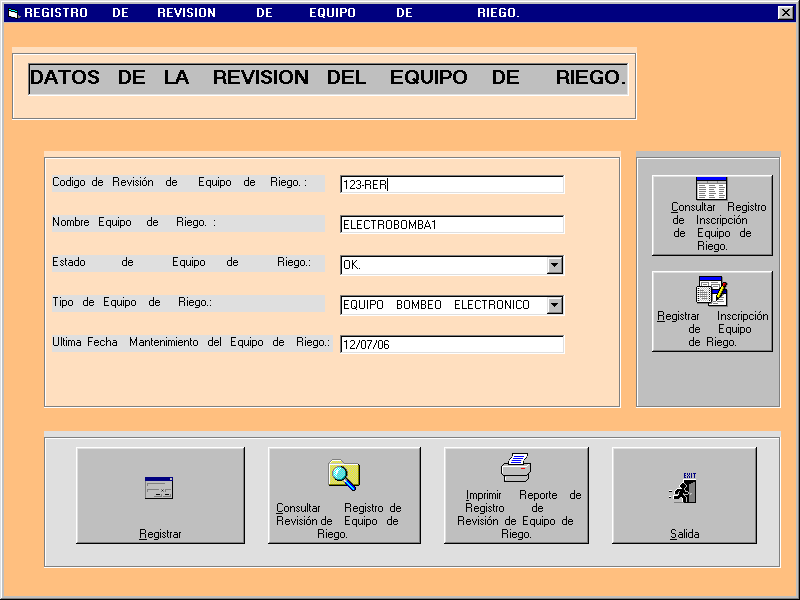 REGISTRO DE REVISION DE EQUIPO DE RIEGO.
DATOS DE LA REVISION DEL EQUIPO DE RIEGO.
Codigo de Revisión de Equipo de Riego. :
123-RER
Nombre Equipo de Riego. :
ELECTROBOMBA1
Estado de Equipo de Riego.:
OK.
Tipo de Equipo de Riego.:
EQUIPO BOMBEO ELECTRONICO
Ultima Fecha Mantenimiento del Equipo de Riego.:
12/07/06
Consultar Registro
de Inscripción
de Equipo de
Riego.
Registrar Inscripción
de Equipo
de Riego.
Registrar
Consultar Registro de
Revisión de Equipo de
Riego.
Imprimir Reporte de
Registro de
Revisión de Equipo de
Riego.
EXIT
Salida